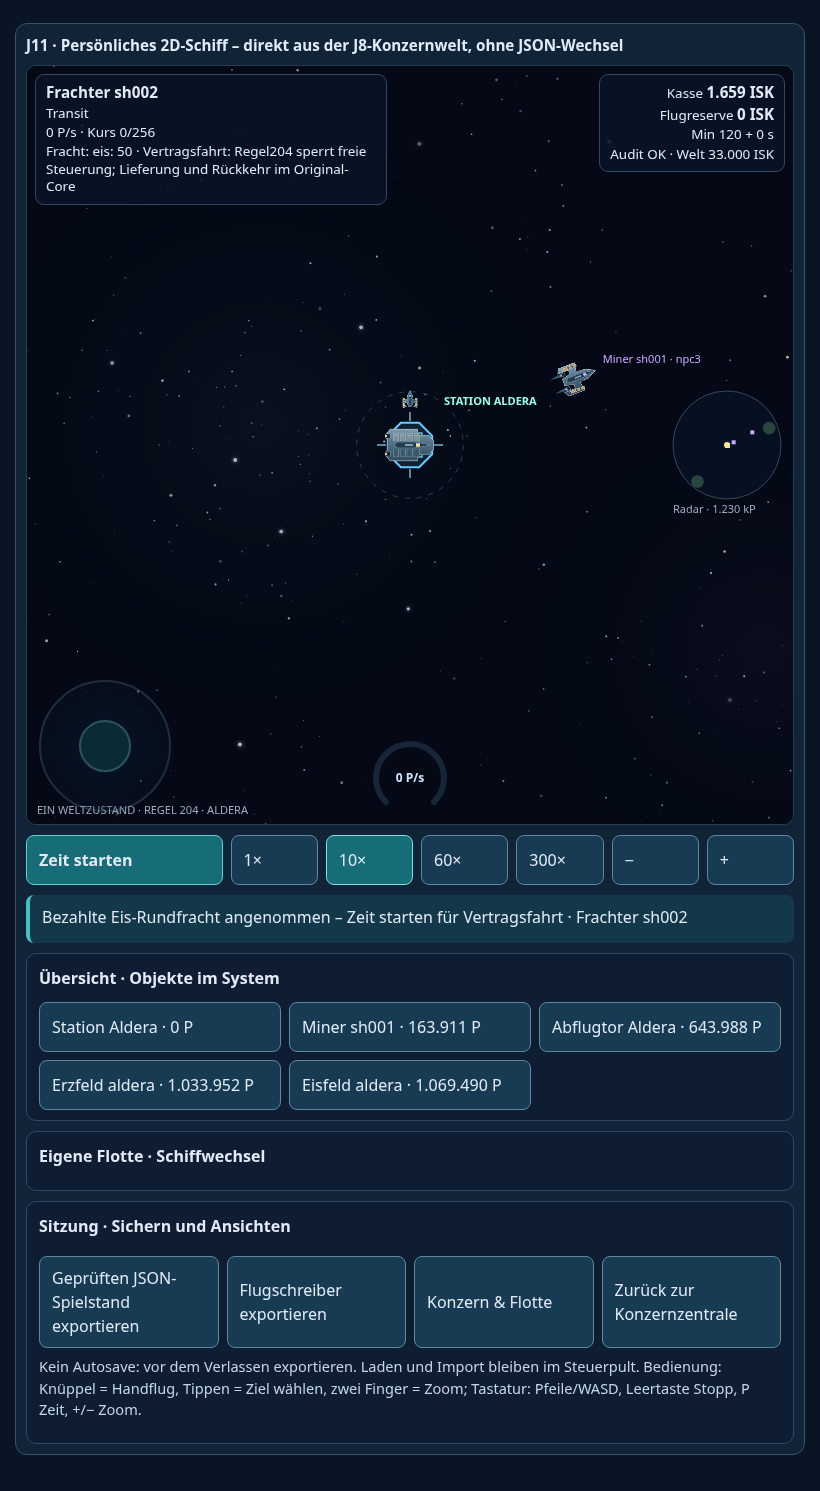 J11 · Persönliches 2D-Schiff – direkt aus der J8-Konzernwelt, ohne JSON-Wechsel
Frachter sh002
Transit
0 P/s · Kurs 0/256
Fracht: eis: 50 · Vertragsfahrt: Regel204 sperrt freie
Steuerung; Lieferung und Rückkehr im Original-
Core
Kasse 1.659 ISK
Flugreserve 0 ISK
Min 120 + 0 s
Audit OK · Welt 33.000 ISK
Miner sh001 · npc3
STATION ALDERA
Radar · 1.230 kP
0 P/s
EIN WELTZUSTAND · REGEL 204 · ALDERA
Zeit starten
1×
10×
60×
300×
−
+
Bezahlte Eis-Rundfracht angenommen – Zeit starten für Vertragsfahrt · Frachter sh002
Übersicht · Objekte im System
Station Aldera · 0 P
Miner sh001 · 163.911 P
Abflugtor Aldera · 643.988 P
Erzfeld aldera · 1.033.952 P
Eisfeld aldera · 1.069.490 P
Eigene Flotte · Schiffwechsel
Sitzung · Sichern und Ansichten
Geprüften JSON-
Spielstand
exportieren
Flugschreiber
exportieren
Konzern & Flotte
Zurück zur
Konzernzentrale
Kein Autosave: vor dem Verlassen exportieren. Laden und Import bleiben im Steuerpult. Bedienung:
Knüppel = Handflug, Tippen = Ziel wählen, zwei Finger = Zoom; Tastatur: Pfeile/WASD, Leertaste Stopp, P
Zeit, +/− Zoom.